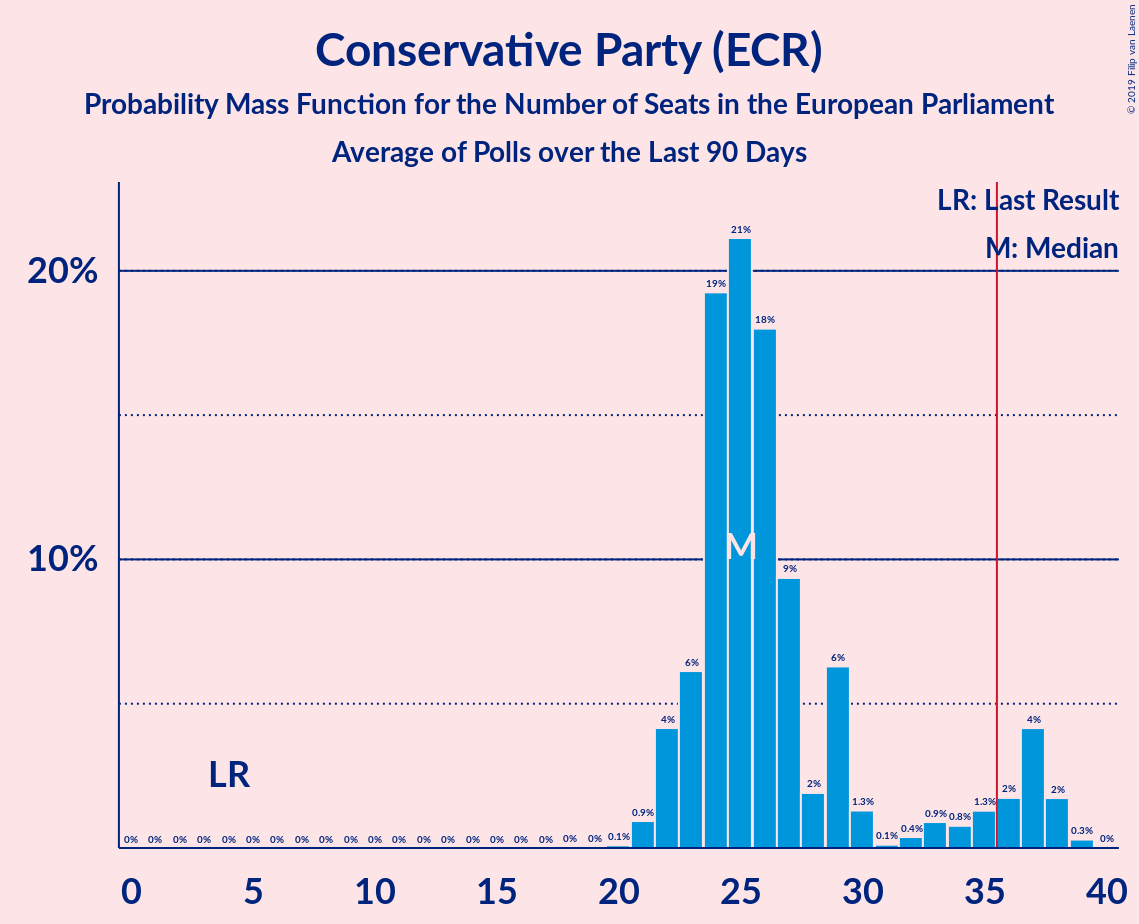 Conservative Party (ECR)
Probability Mass Function for the Number of Seats in the European Parliament
Average of Polls over the Last 90 Days
© 2019 Filip van Laenen
LR: Last Result
M: Median
20%
10%
21%
19%
18%
M
9%
6%
6%
4%
4%
LR
2%
1.3%
0.9%
0.1%
0.1%
0.4%
0.9%
0.8%
1.3%
2%
2%
0.3%
0%
0% 0% 0% 0% 0% 0% 0% 0% 0% 0% 0% 0% 0% 0% 0% 0% 0% 0% 0% 0%
0 5 10 15 20 25 30 35 40